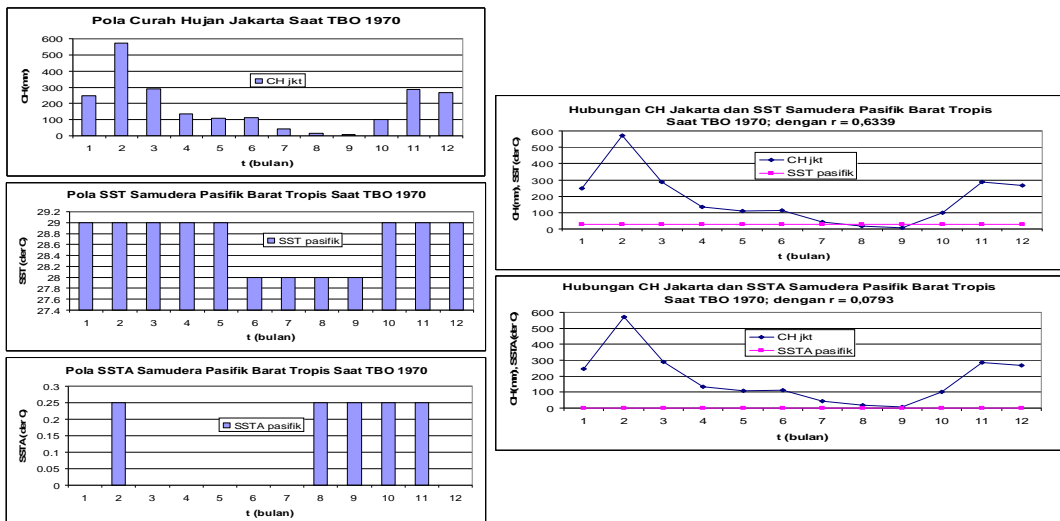 Pola Curah Hujan Jakarta Saat TBO 1970
600
500
400
300
200
100
0
CH(mm)
CH jkt
1 2 3 4 5 6 7 8 9 10 11 12
t (bulan)
Pola SST Samudera Pasifik Barat Tropis Saat TBO 1970
29.2
29
28.8
28.6
28.4
28.2
28
27.8
27.6
27.4
SST(der C)
SST pasifik
1 2 3 4 5 6 7 8 9 10 11 12
t (bulan)
Pola SSTA Samudera Pasifik Barat Tropis Saat TBO 1970
0.3
0.25
0.2
0.15
0.1
0.05
0
SSTA(der C)
SSTA pasifik
1 2 3 4 5 6 7 8 9 10 11 12
t (bulan)
Hubungan CH Jakarta dan SST Samudera Pasifik Barat Tropis
Saat TBO 1970; dengan r = 0,6339
600
500
400
300
200
100
0
CH(mm), SST(der C)
CH jkt
SST pasifik
1 2 3 4 5 6 7 8 9 10 11 12
t (bulan)
Hubungan CH Jakarta dan SSTA Samudera Pasifik Barat Tropis
Saat TBO 1970; dengan r = 0,0793
600
500
400
300
200
100
0
CH(mm), SSTA(der C)
CH jkt
SSTA pasifik
1 2 3 4 5 6 7 8 9 10 11 12
t (bulan)